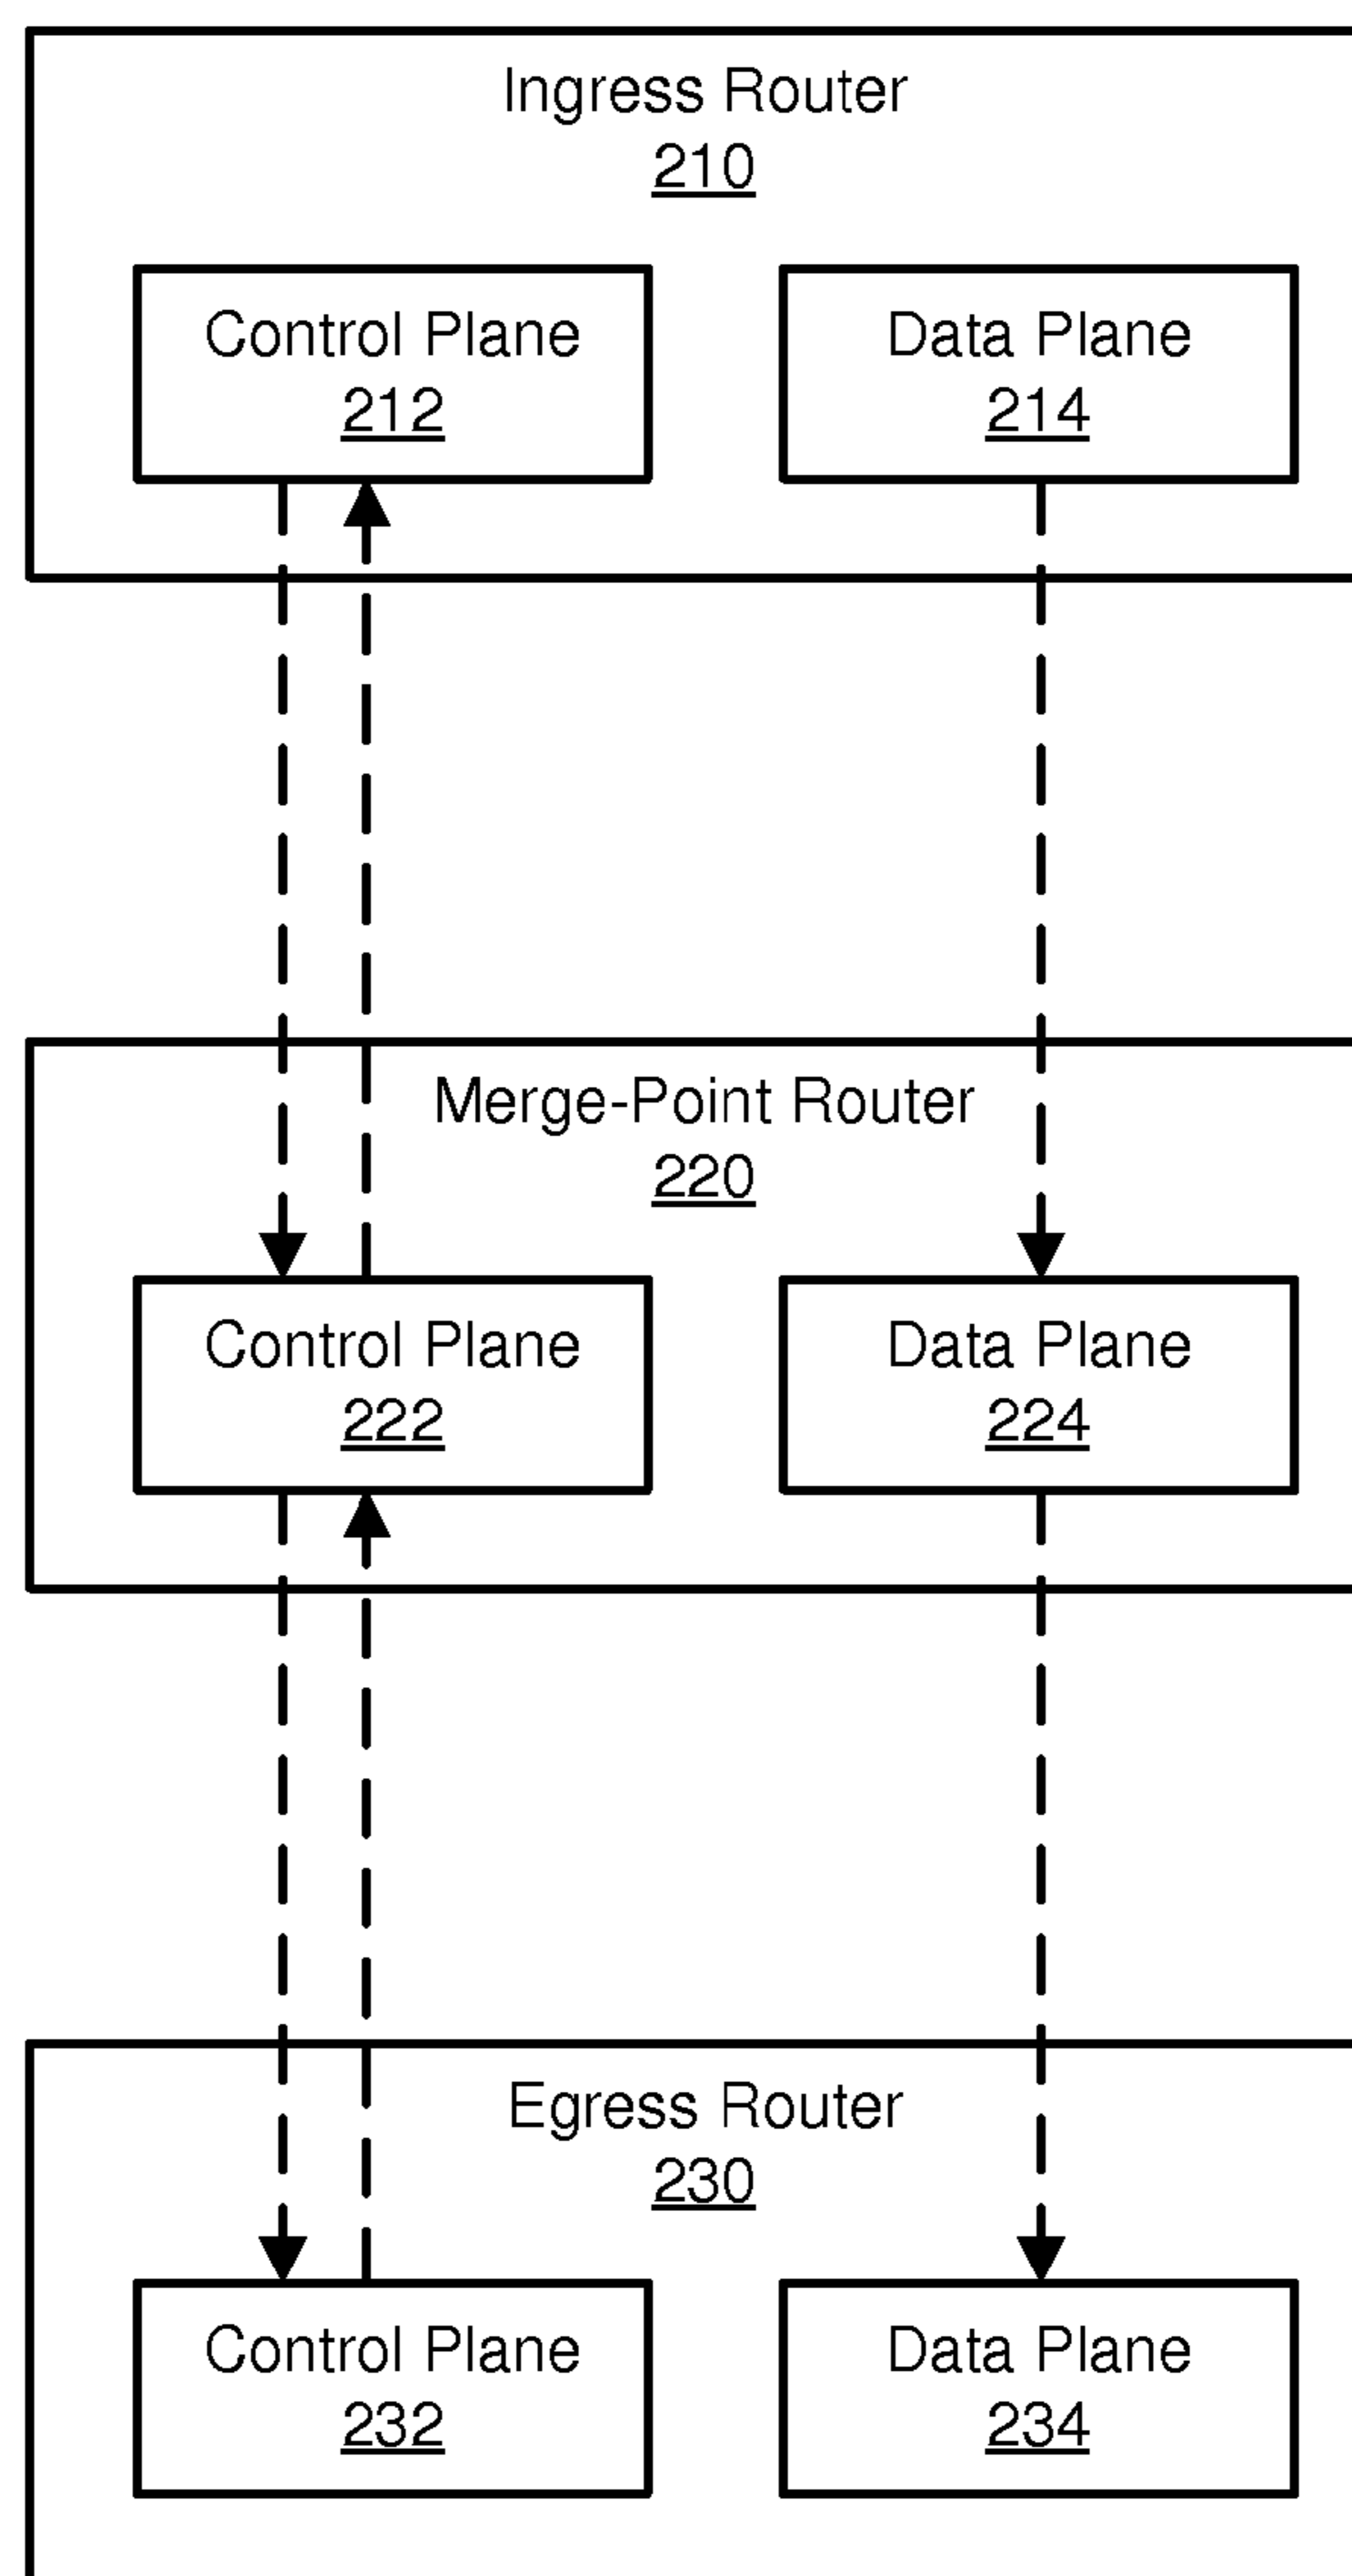 Ingress Router
210
Control Plane
212
Data Plane
214
Merge-Point Router
220
Control Plane
222
Data Plane
224
Egress Router
230
Control Plane
232
Data Plane
234